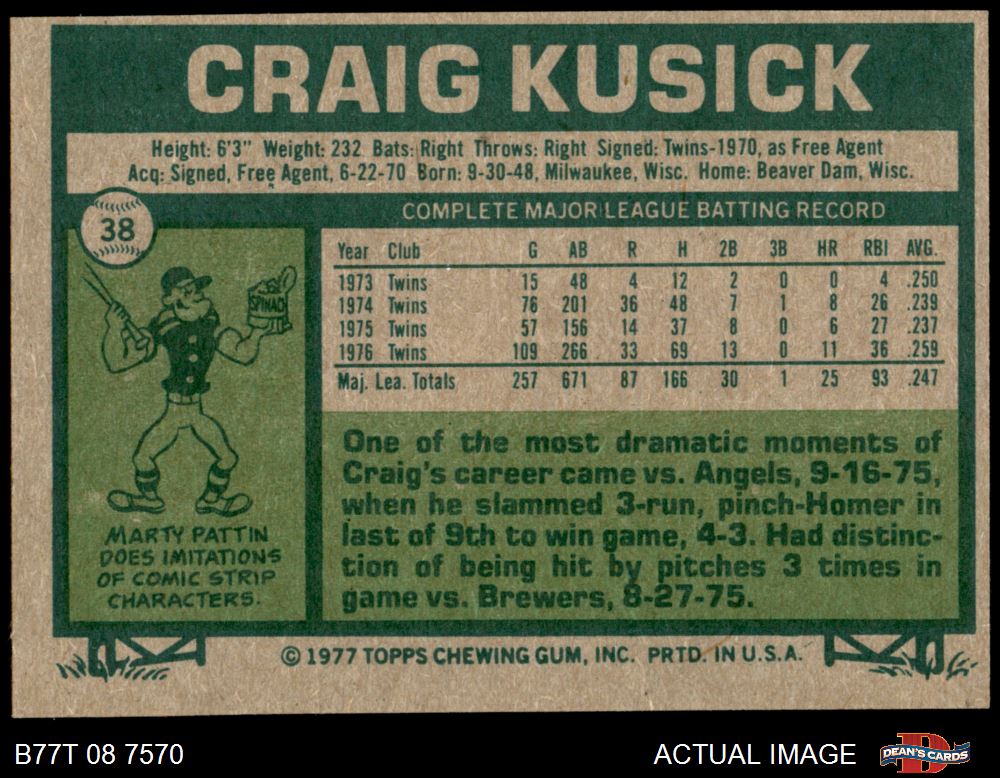 CRAIG KUSICK
Height: 6'3" Weight: 232 Bats: Right Throws: Right Signed: Twins-1970, as Free Agent
Acq: Signed, Free Agent, 6-22-70 Born: 9-30-48, Milwaukee, Wisc. Home: Beaver Dam, Wisc.
38
COMPLETE MAJOR LEAGUE BATTING RECORD
Year Club G AB R H 2B 3B HR RBI AVG.
1973 Twins 15 48 4 12 2 0 0 4 .250
1974 Twins 76 201 36 48 7 1 8 26 .239
1975 Twins 57 156 14 37 8 0 6 27 .237
1976 Twins 109 266 33 69 13 0 11 36 .259
Maj. Lea. Totals 257 671 87 166 30 1 25 93 .247
SPINACH
MARTY PATTIN
DOES IMITATIONS
OF COMIC STRIP
CHARACTERS.
One of the most dramatic moments of
Craig's career came vs. Angels, 9-16-75,
when he slammed 3-run, pinch-Homer in
last of 9th to win game, 4-3. Had distinc-
tion of being hit by pitches 3 times in
game vs. Brewers, 8-27-75.
© 1977 TOPPS CHEWING GUM, INC. PRTD. IN U.S.A.
B77T 08 7570
ACTUAL IMAGE
D
DEAN'S CARDS